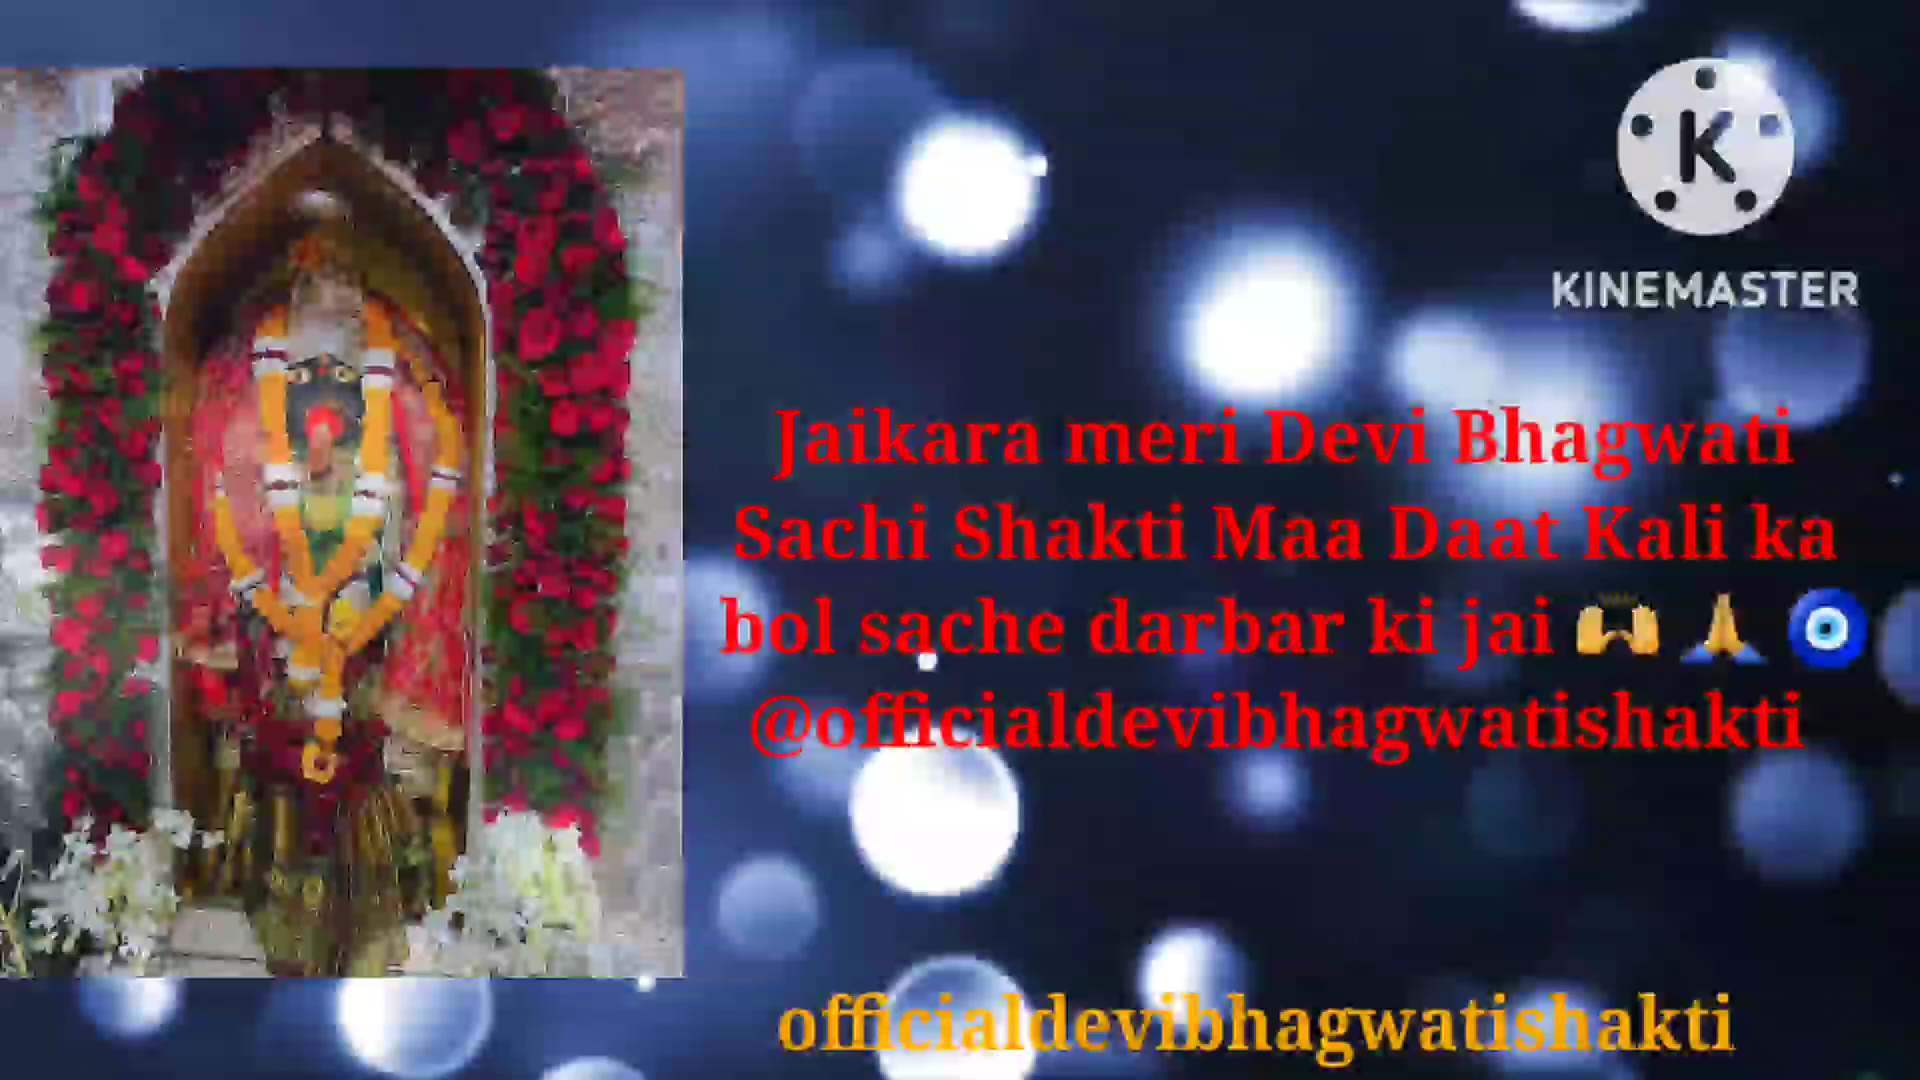 K
KINEMASTER
Jaikara meri Devi Bhagwati
Sachi Shakti Maa Daat Kali ka
bol sache darbar ki jai 🙌 🙏 🧿
@officialdevibhagwatishakti
officialdevibhagwatishakti